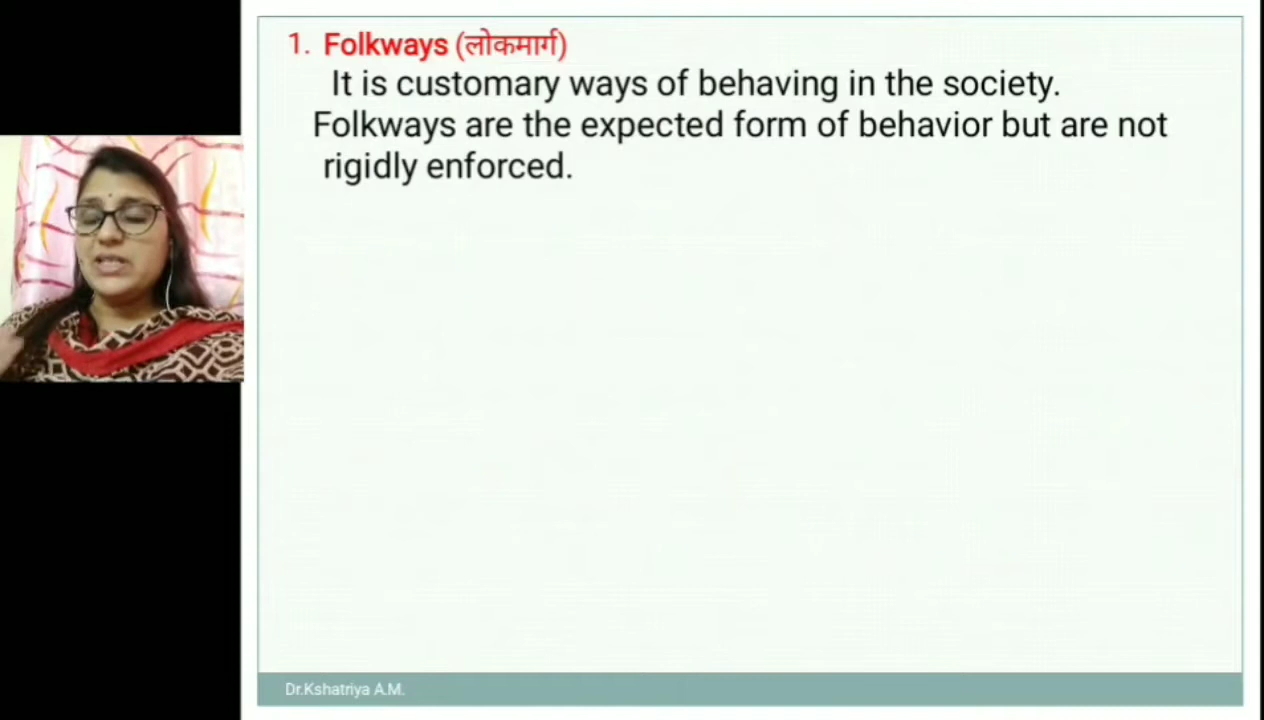 1. Folkways (लोकमार्ग)
It is customary ways of behaving in the society.
Folkways are the expected form of behavior but are not
rigidly enforced.
Dr.Kshatriya A.M.